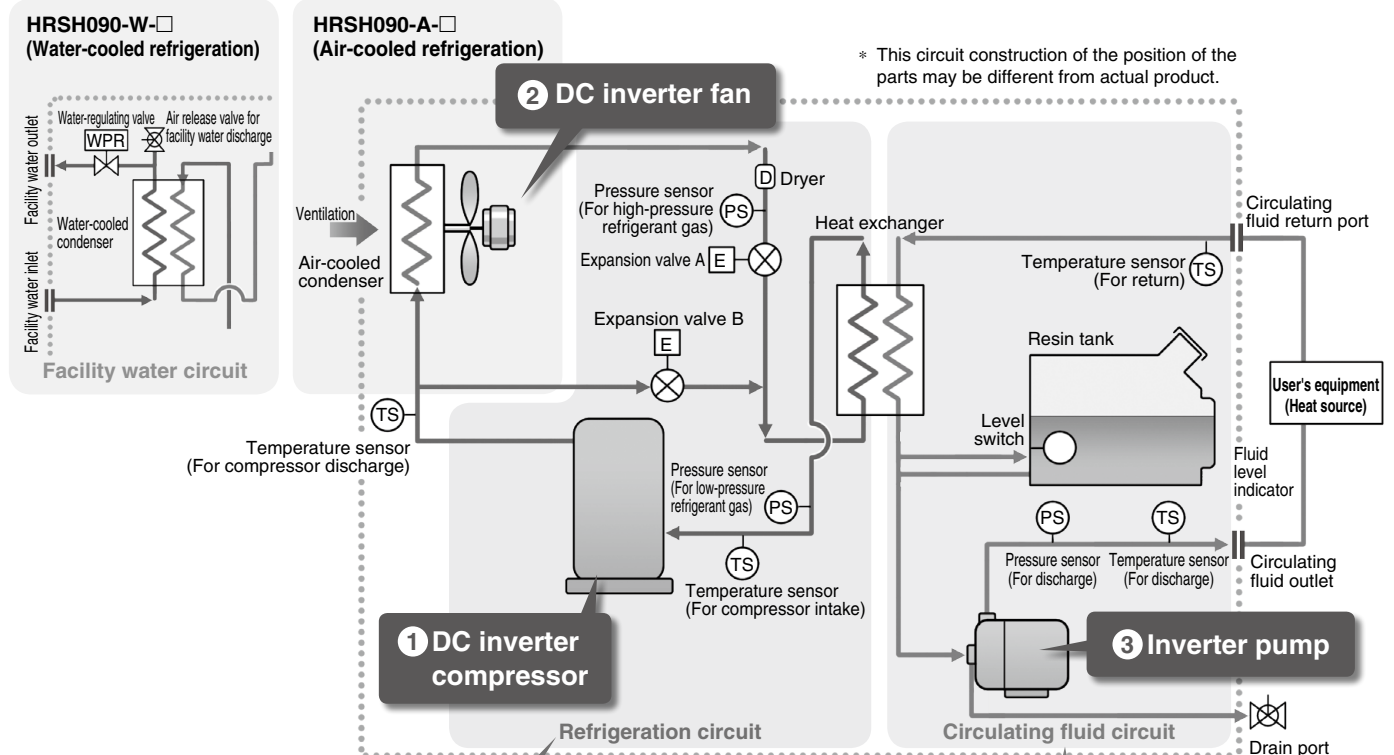 HRSH090-W-□
(Water-cooled refrigeration)
HRSH090-A-□
(Air-cooled refrigeration)
* This circuit construction of the position of the
parts may be different from actual product.
② DC inverter fan
Facility water outlet
Water-regulating valve
WPR
Air release valve for
facility water discharge
Water-cooled
condenser
Facility water inlet
Facility water circuit
Ventilation
Air-cooled
condenser
D Dryer
Pressure sensor
(For high-pressure
refrigerant gas)
PS
Expansion valve A E
Heat exchanger
Circulating
fluid return port
Temperature sensor
(For return)
TS
Expansion valve B
E
Resin tank
User's equipment
(Heat source)
TS
Temperature sensor
(For compressor discharge)
Level
switch
Fluid
level
indicator
Pressure sensor
(For low-pressure
refrigerant gas)
PS
TS
Temperature sensor
(For compressor intake)
PS
Pressure sensor
(For discharge)
TS
Temperature sensor
(For discharge)
Circulating
fluid outlet
① DC inverter
compressor
③ Inverter pump
Refrigeration circuit
Circulating fluid circuit
Drain port